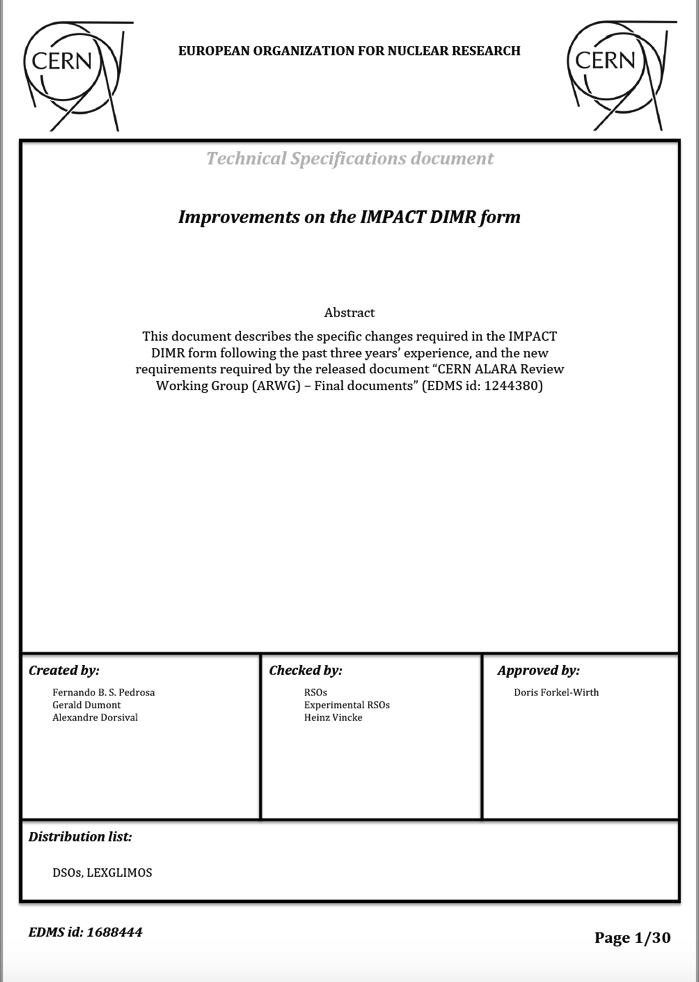 CERN
EUROPEAN ORGANIZATION FOR NUCLEAR RESEARCH
CERN
Technical Specifications document
Improvements on the IMPACT DIMR form
Abstract
This document describes the specific changes required in the IMPACT
DIMR form following the past three years’ experience, and the new
requirements required by the released document “CERN ALARA Review
Working Group (ARWG) – Final documents” (EDMS id: 1244380)
Created by:
Fernando B. S. Pedrosa
Gerald Dumont
Alexandre Dorsival
Checked by:
RSOs
Experimental RSOs
Heinz Vincke
Approved by:
Doris Forkel-Wirth
Distribution list:
DSOs, LEXGLIMOS
EDMS id: 1688444
Page 1/30